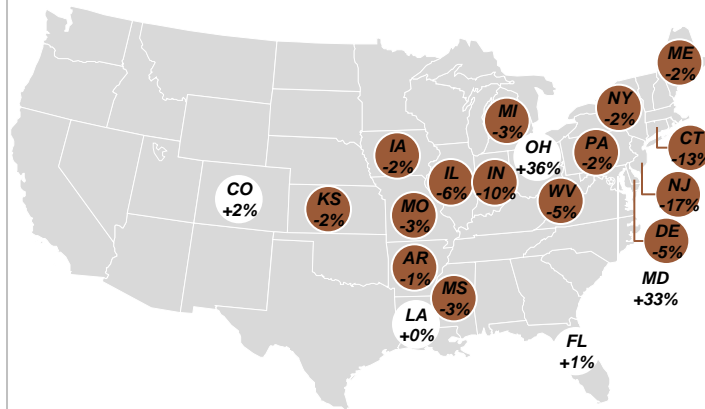 ME
-2%
NY
-2%
MI
-3%
OH
+36%
PA
-2%
CT
-13%
IA
-2%
IL
-6%
IN
-10%
WV
-5%
NJ
-17%
CO
+2%
KS
-2%
MO
-3%
DE
-5%
AR
-1%
MS
-3%
MD
+33%
LA
+0%
FL
+1%